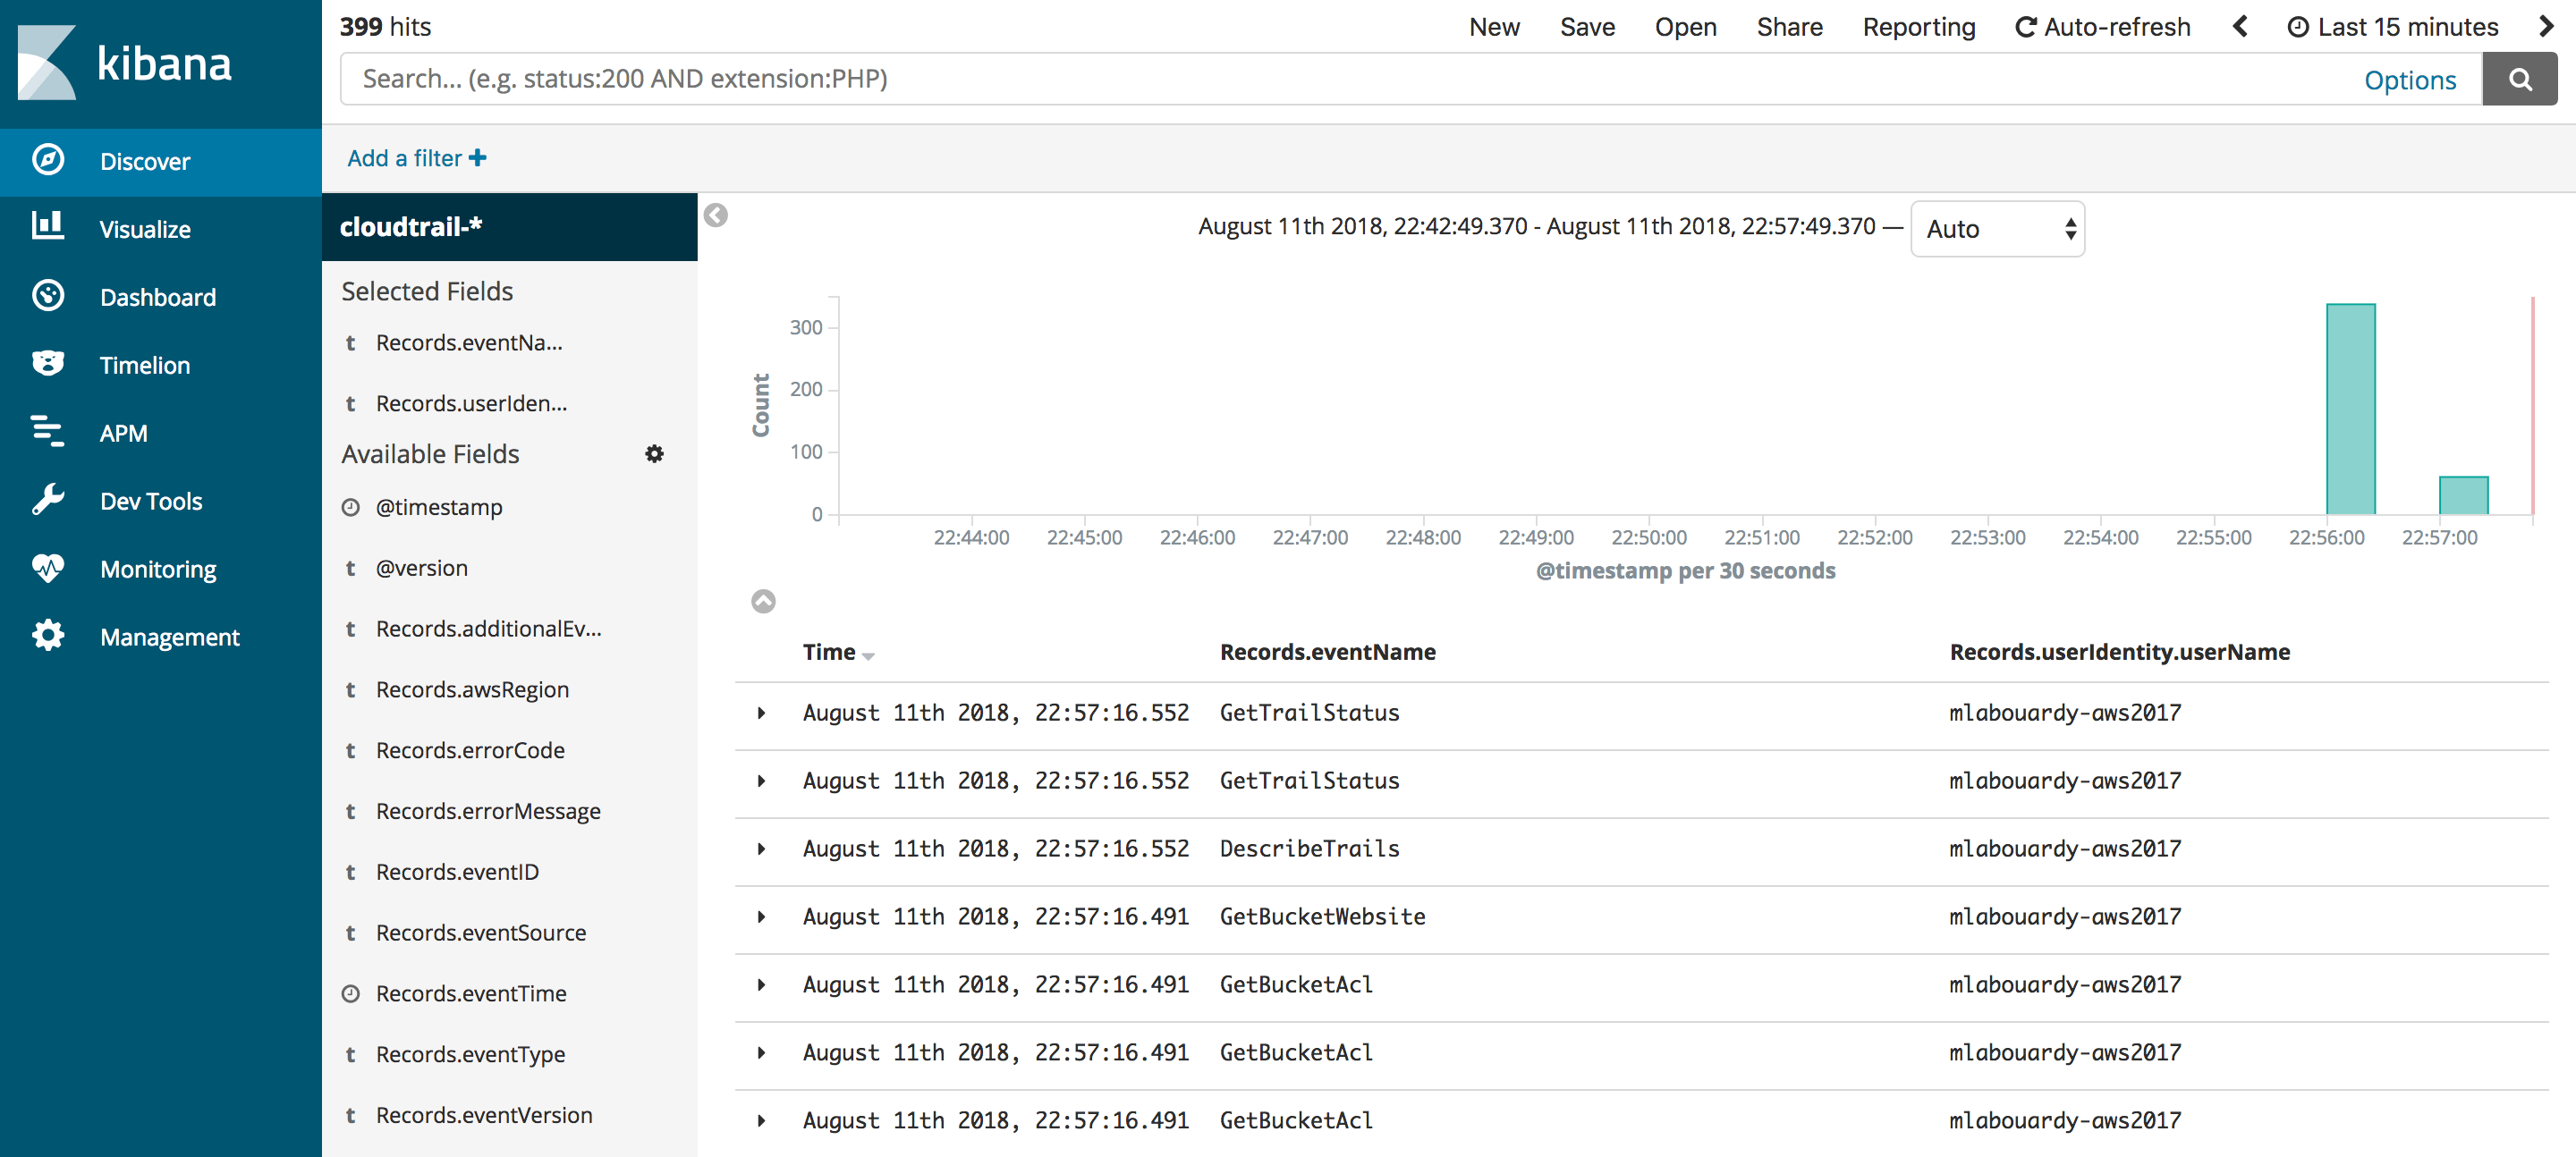 kibana
Discover
Visualize
Dashboard
Timelion
APM
Dev Tools
Monitoring
Management
399 hits
New Save Open Share Reporting Auto-refresh Last 15 minutes
Search... (e.g. status:200 AND extension:PHP) Options
Add a filter +
cloudtrail-*
Selected Fields
t Records.eventNa...
t Records.userIden...
Available Fields
@timestamp
t @version
t Records.additionalEv...
t Records.awsRegion
t Records.errorCode
t Records.errorMessage
t Records.eventID
t Records.eventSource
Records.eventTime
t Records.eventType
t Records.eventVersion
August 11th 2018, 22:42:49.370 - August 11th 2018, 22:57:49.370 — Auto
Count
300
200
100
0
22:44:00 22:45:00 22:46:00 22:47:00 22:48:00 22:49:00 22:50:00 22:51:00 22:52:00 22:53:00 22:54:00 22:55:00 22:56:00 22:57:00
@timestamp per 30 seconds
Time Records.eventName Records.userIdentity.userName
August 11th 2018, 22:57:16.552 GetTrailStatus mlabouardy-aws2017
August 11th 2018, 22:57:16.552 GetTrailStatus mlabouardy-aws2017
August 11th 2018, 22:57:16.552 DescribeTrails mlabouardy-aws2017
August 11th 2018, 22:57:16.491 GetBucketWebsite mlabouardy-aws2017
August 11th 2018, 22:57:16.491 GetBucketAcl mlabouardy-aws2017
August 11th 2018, 22:57:16.491 GetBucketAcl mlabouardy-aws2017
August 11th 2018, 22:57:16.491 GetBucketAcl mlabouardy-aws2017